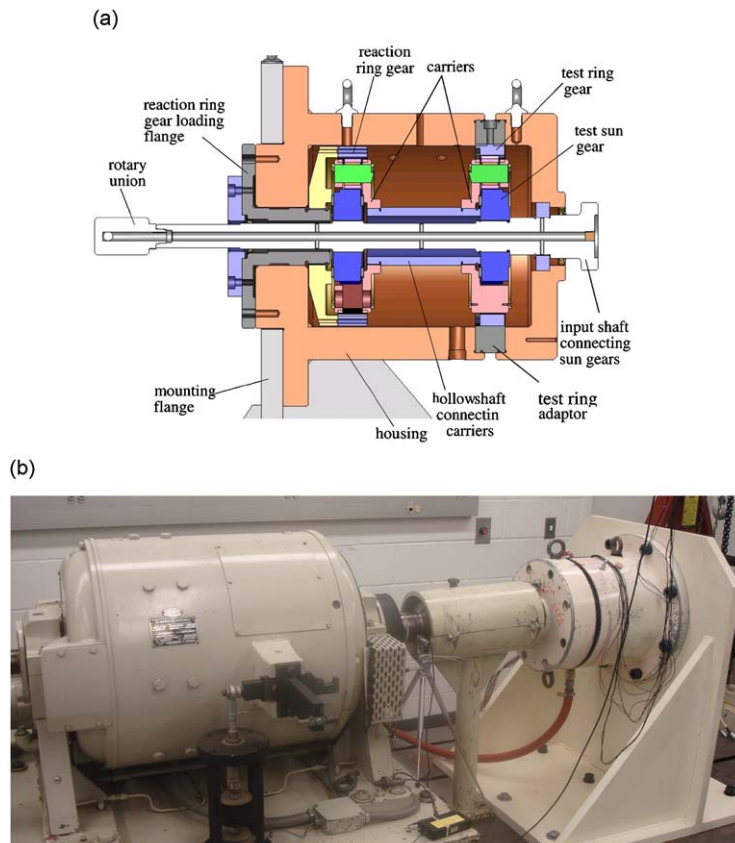 (a)
reaction
ring gear
carriers
test ring
gear
reaction ring
gear loading
flange
test sun
gear
rotary
union
input shaft
connecting
sun gears
mounting
flange
hollowshaft
connectin
carriers
test ring
adaptor
housing
(b)